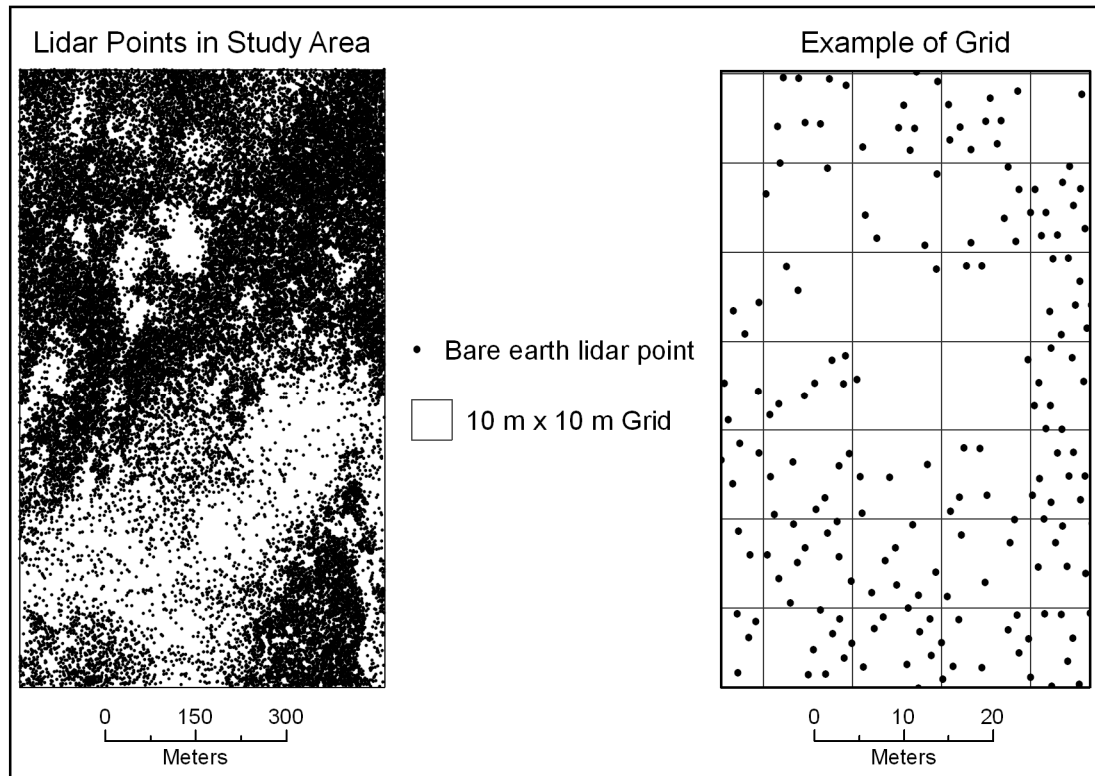 Lidar Points in Study Area
Example of Grid
Bare earth lidar point
10 m x 10 m Grid
0 150 300
Meters
0 10 20
Meters